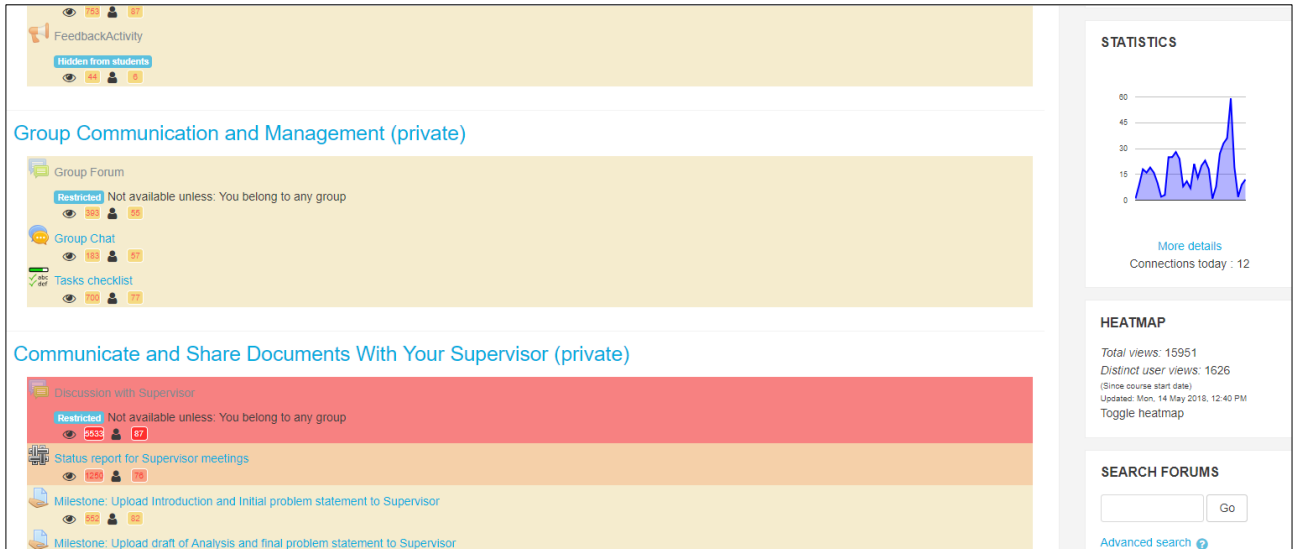 753 87
FeedbackActivity
Hidden from students
44 6
Group Communication and Management (private)
Group Forum
Restricted Not available unless: You belong to any group
393 55
Group Chat
183 57
abc
def
Tasks checklist
700 77
Communicate and Share Documents With Your Supervisor (private)
Discussion with Supervisor
Restricted Not available unless: You belong to any group
5533 87
Status report for Supervisor meetings
1250 76
Milestone: Upload Introduction and Initial problem statement to Supervisor
552 82
Milestone: Upload draft of Analysis and final problem statement to Supervisor
STATISTICS
60
45
30
15
0
More details
Connections today : 12
HEATMAP
Total views: 15951
Distinct user views: 1626
(Since course start date)
Updated: Mon, 14 May 2018, 12:40 PM
Toggle heatmap
SEARCH FORUMS
Go
Advanced search ?